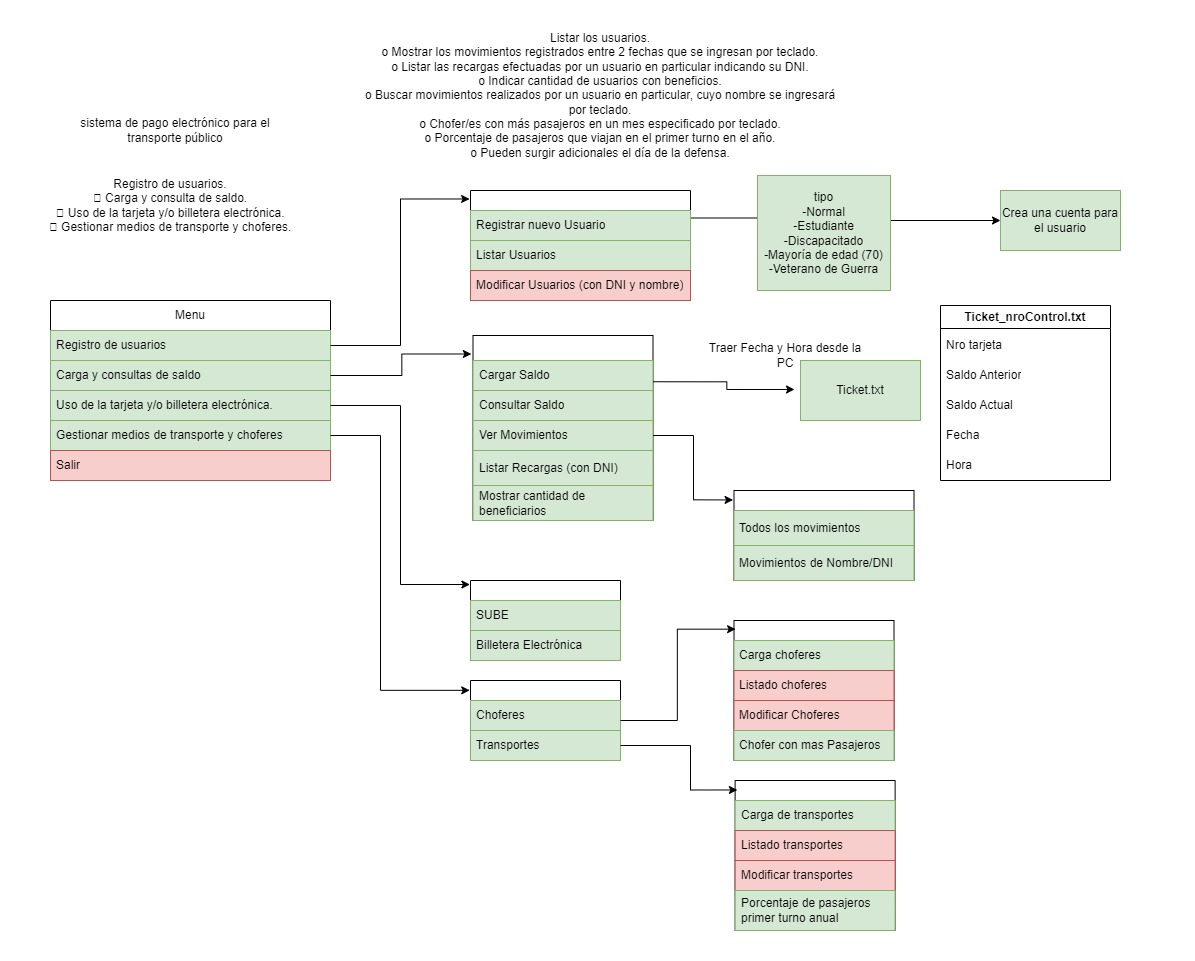 Listar los usuarios.
o Mostrar los movimientos registrados entre 2 fechas que se ingresan por teclado.
o Listar las recargas efectuadas por un usuario en particular indicando su DNI.
o Indicar cantidad de usuarios con beneficios.
o Buscar movimientos realizados por un usuario en particular, cuyo nombre se ingresará
por teclado.
o Chofer/es con más pasajeros en un mes especificado por teclado.
o Porcentaje de pasajeros que viajan en el primer turno en el año.
o Pueden surgir adicionales el día de la defensa.
sistema de pago electrónico para el
transporte público
Registro de usuarios.
 Carga y consulta de saldo.
 Uso de la tarjeta y/o billetera electrónica.
 Gestionar medios de transporte y choferes.
Menu
Registro de usuarios
Carga y consultas de saldo
Uso de la tarjeta y/o billetera electrónica.
Gestionar medios de transporte y choferes
Salir
Registrar nuevo Usuario
Listar Usuarios
Modificar Usuarios (con DNI y nombre)
tipo
-Normal
-Estudiante
-Discapacitado
-Mayoría de edad (70)
-Veterano de Guerra
Crea una cuenta para
el usuario
Cargar Saldo
Consultar Saldo
Ver Movimientos
Listar Recargas (con DNI)
Mostrar cantidad de
beneficiarios
Traer Fecha y Hora desde la
PC
Ticket.txt
Ticket_nroControl.txt
Nro tarjeta
Saldo Anterior
Saldo Actual
Fecha
Hora
Todos los movimientos
Movimientos de Nombre/DNI
SUBE
Billetera Electrónica
Choferes
Transportes
Carga choferes
Listado choferes
Modificar Choferes
Chofer con mas Pasajeros
Carga de transportes
Listado transportes
Modificar transportes
Porcentaje de pasajeros
primer turno anual